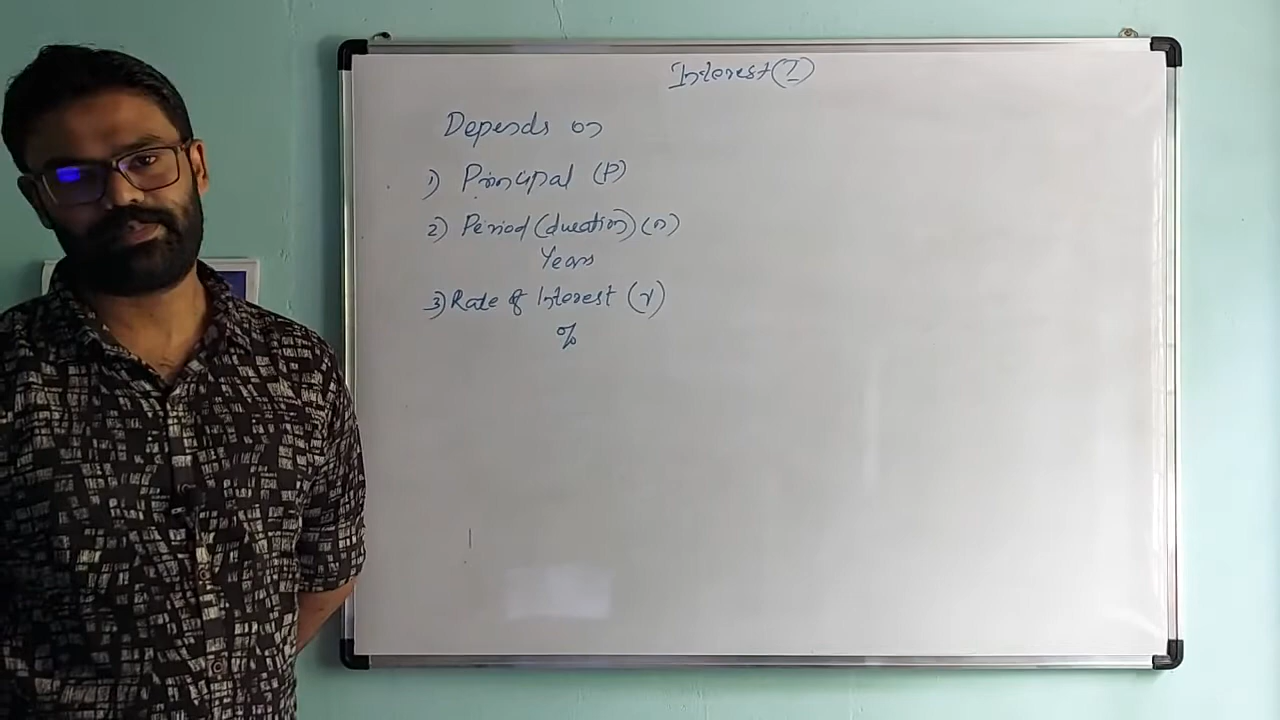 Interest (I)
Depends on
1) Principal (P)
2) Period (duration) (n)
Years
3) Rate of Interest (r)
%